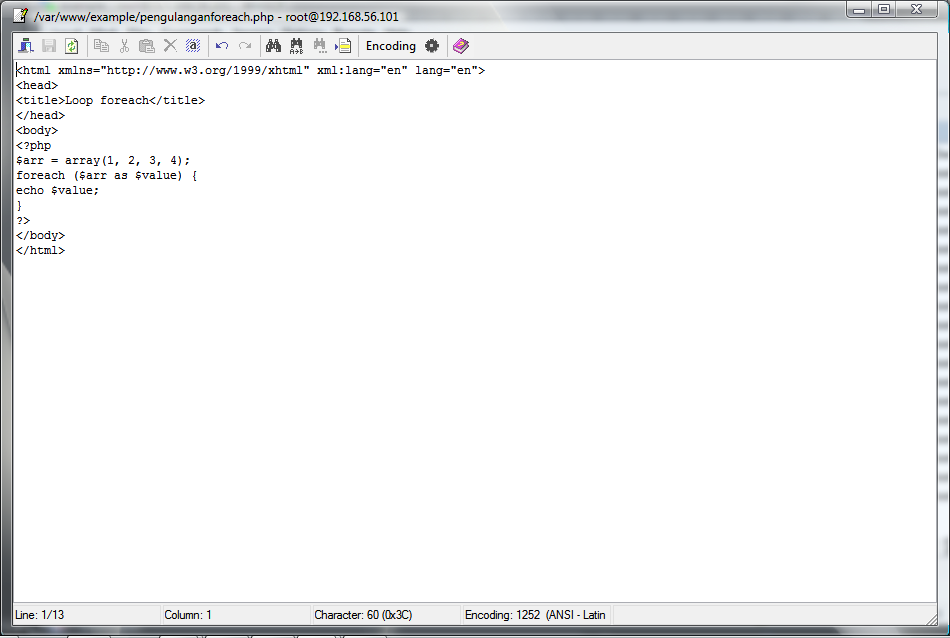 /var/www/example/pengulanganforeach.php - root@192.168.56.101
Encoding
<html xmlns="http://www.w3.org/1999/xhtml" xml:lang="en" lang="en">
<head>
<title>Loop foreach</title>
</head>
<body>
<?php
$arr = array(1, 2, 3, 4);
foreach ($arr as $value) {
echo $value;
}
?>
</body>
</html>
Line: 1/13 Column: 1 Character: 60 (0x3C) Encoding: 1252 (ANSI - Latin